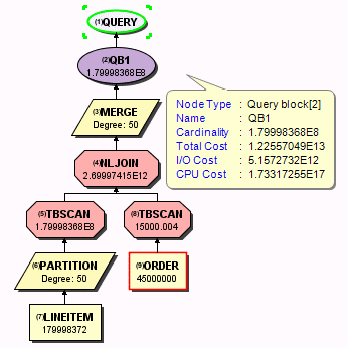 (1)QUERY
(2)QB1
1.79998368E8
Node Type : Query block[2]
Name : QB1
Cardinality : 1.79998368E8
Total Cost : 1.22557049E13
I/O Cost : 5.1572732E12
CPU Cost : 1.73317255E17
(3)MERGE
Degree: 50
(4)NLJOIN
2.69997415E12
(5)TBSCAN
1.79998368E8
(8)TBSCAN
15000.004
(6)PARTITION
Degree: 50
(9)ORDER
45000000
(7)LINEITEM
179998372